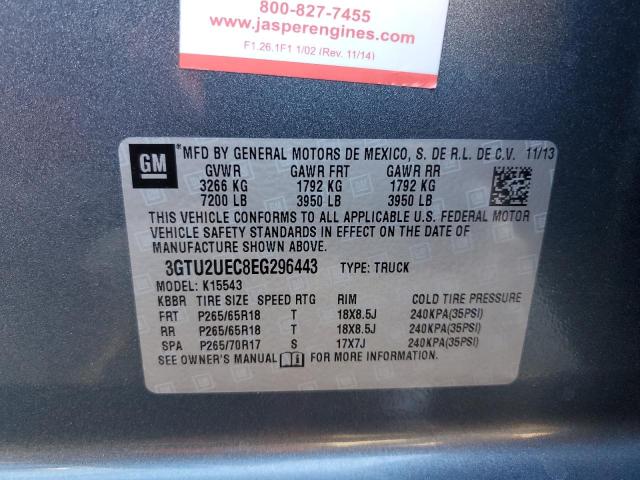 800-827-7455
www.jasperengines.com
F1.26.1F1 1/02 (Rev. 11/14)
GM
*MFD BY GENERAL MOTORS DE MEXICO, S. DE R.L. DE C.V. 11/13
GVWR GAWR FRT GAWR RR
3266 KG 1792 KG 1792 KG
7200 LB 3950 LB 3950 LB
THIS VEHICLE CONFORMS TO ALL APPLICABLE U.S. FEDERAL MOTOR
VEHICLE SAFETY STANDARDS IN EFFECT ON THE DATE OF
MANUFACTURE SHOWN ABOVE.
3GTU2UEC8EG296443 TYPE: TRUCK
MODEL: K15543
KBBR TIRE SIZE SPEED RTG RIM COLD TIRE PRESSURE
FRT P265/65R18 T 18X8.5J 240KPA(35PSI)
RR P265/65R18 T 18X8.5J 240KPA(35PSI)
SPA P265/70R17 S 17X7J 240KPA(35PSI)
SEE OWNER'S MANUAL FOR MORE INFORMATION.